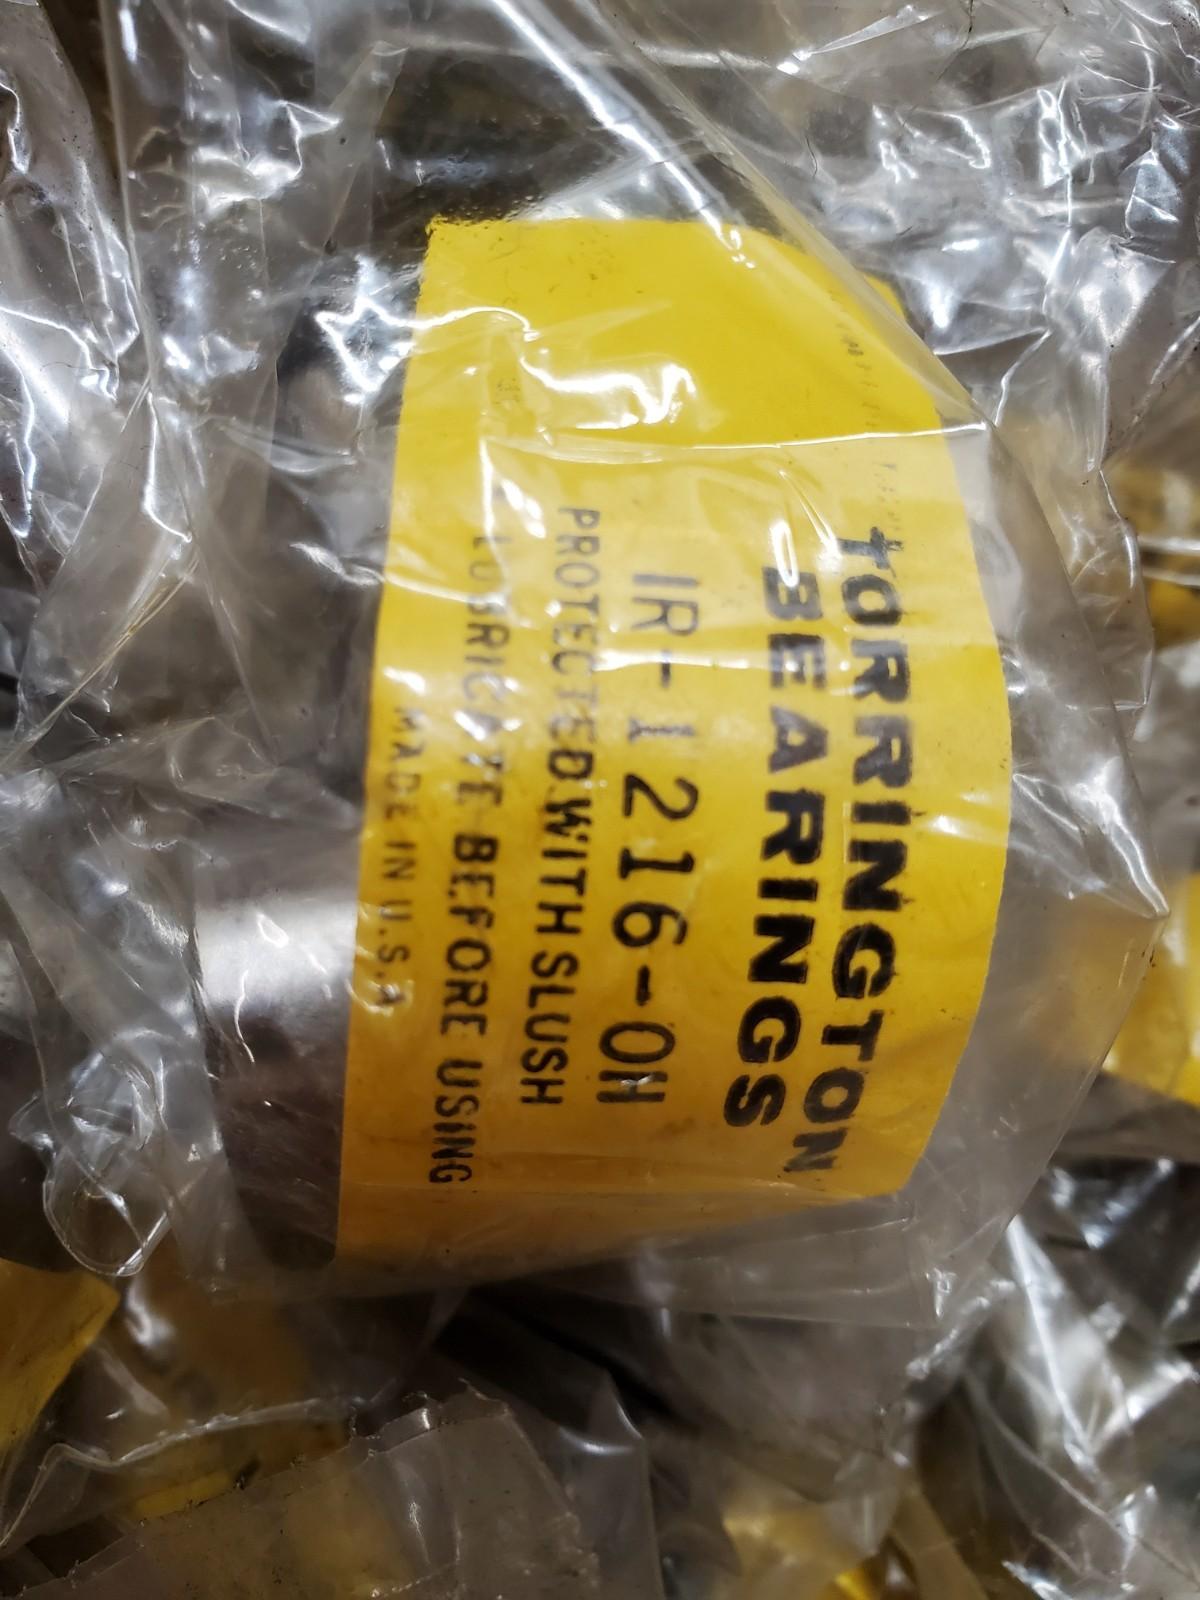 TORRINGTON
BEARINGS
IR-1216-OH
PROTECTED WITH SLUSH
LUBRICATE BEFORE USING
MADE IN U.S.A.